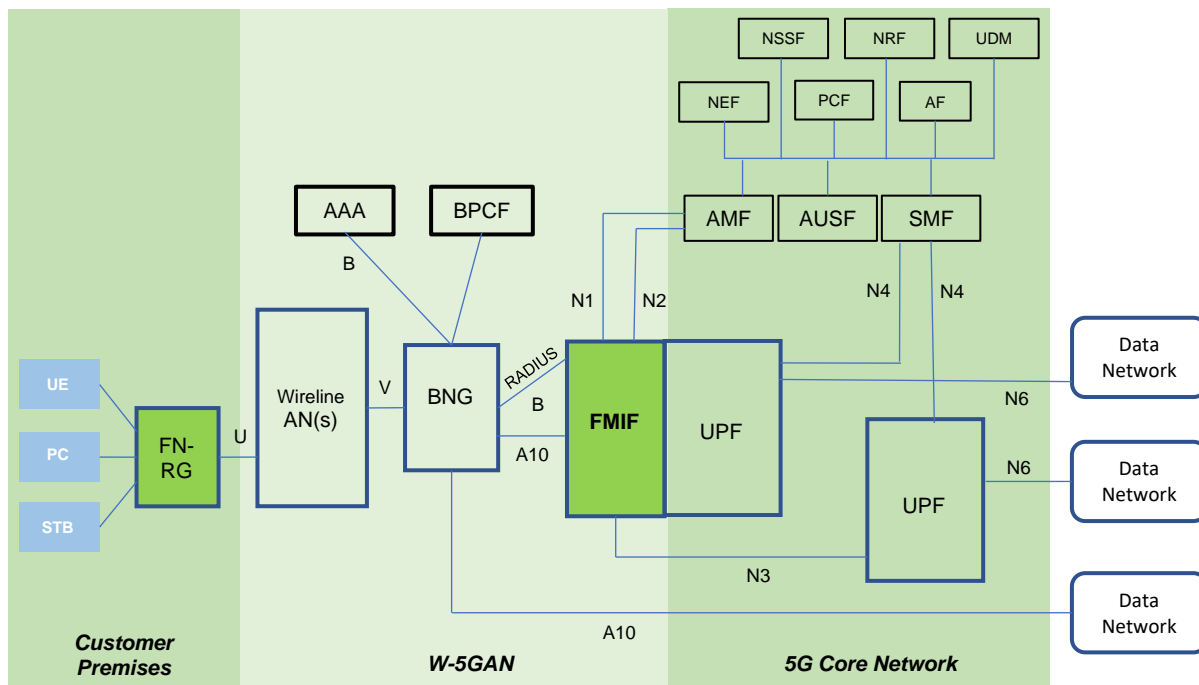 NSSF
NRF
UDM
NEF
PCF
AF
AAA
BPCF
AMF
AUSF
SMF
B
N1
N2
N4
N4
Data
Network
UE
PC
STB
FN-
RG
U
Wireline
AN(s)
V
BNG
RADIUS
B
A10
FMIF
UPF
N6
UPF
N6
Data
Network
N3
A10
Data
Network
Customer
Premises
W-5GAN
5G Core Network